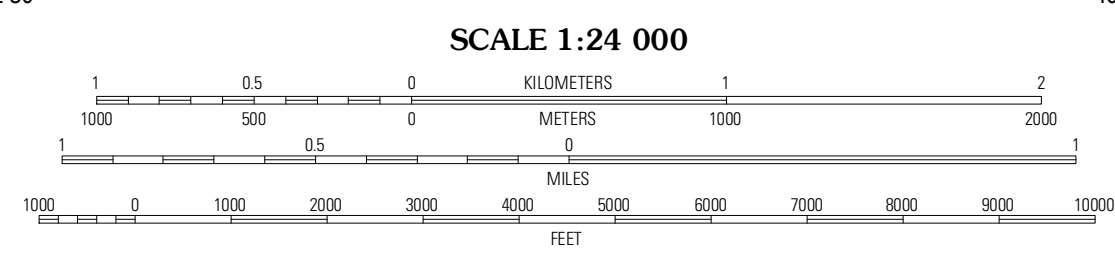 SCALE 1:24 000
1 0.5 0 KILOMETERS 1 2
1000 500 0 METERS 1000 2000
1 0.5 0 1
MILES
1000 0 1000 2000 3000 4000 5000 6000 7000 8000 9000 10000
FEET